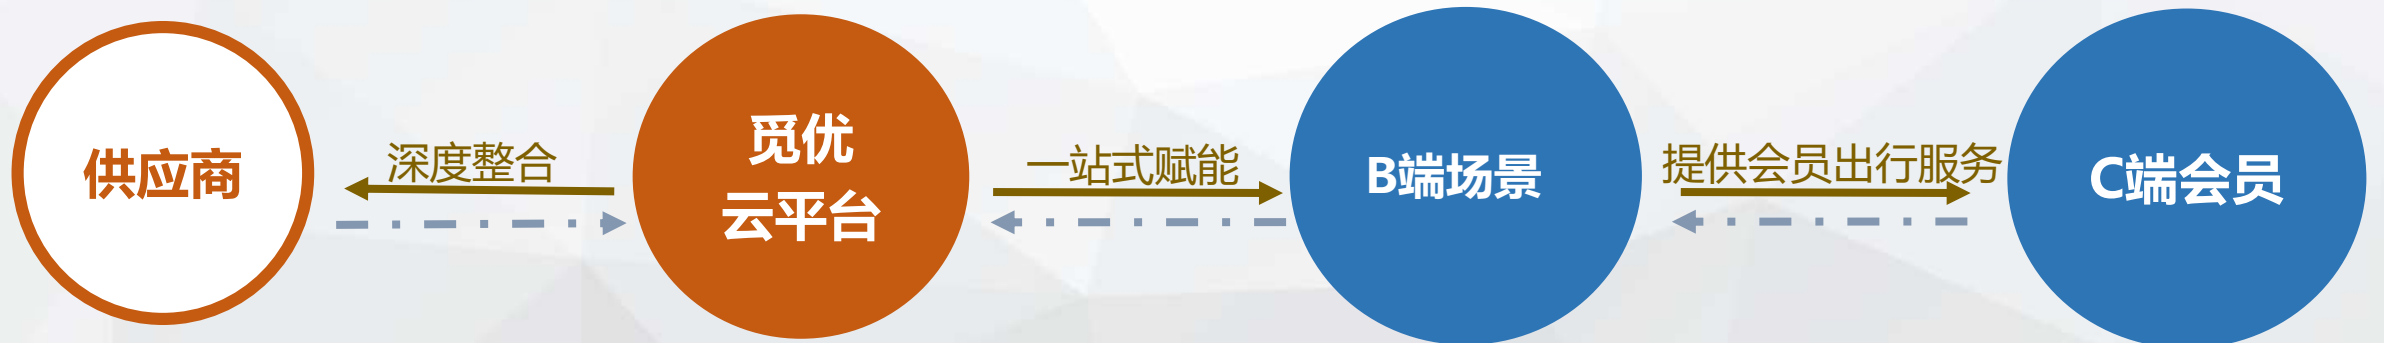 供应商
深度整合
觅优
云平台
一站式赋能
B端场景
提供会员出行服务
C端会员